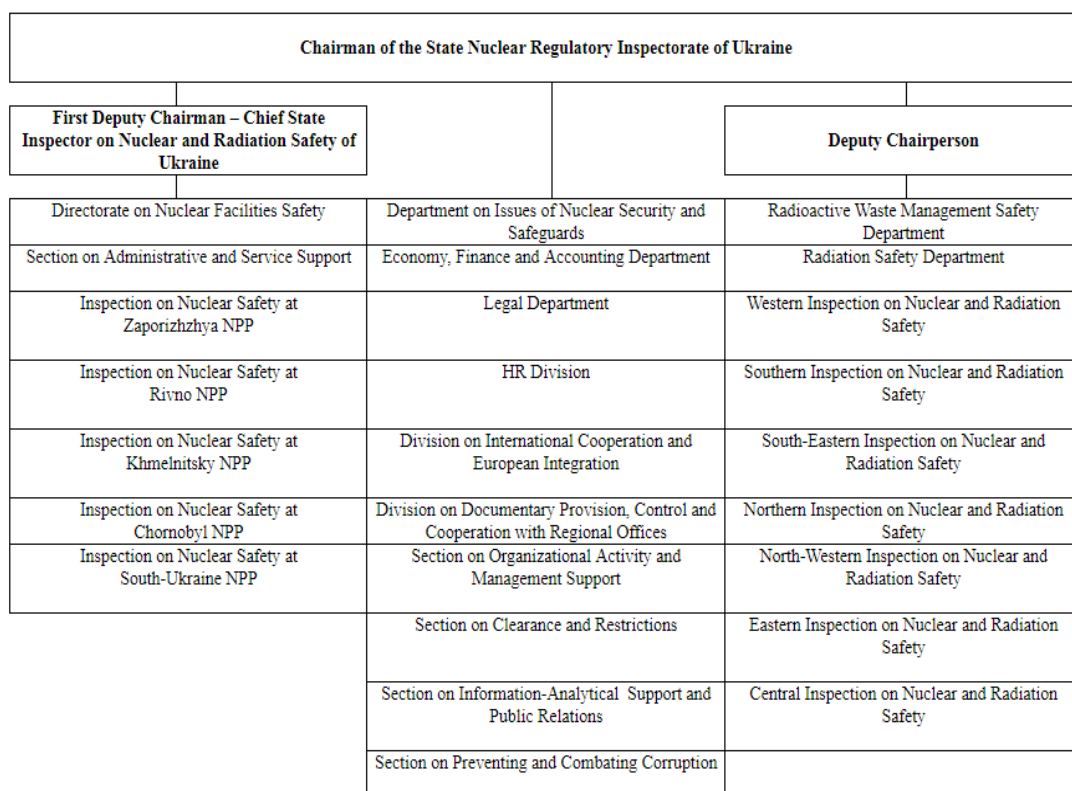 Chairman of the State Nuclear Regulatory Inspectorate of Ukraine
First Deputy Chairman – Chief State
Inspector on Nuclear and Radiation Safety of
Ukraine
Deputy Chairperson
Directorate on Nuclear Facilities Safety
Section on Administrative and Service Support
Inspection on Nuclear Safety at
Zaporizhzhya NPP
Inspection on Nuclear Safety at
Rivno NPP
Inspection on Nuclear Safety at
Khmelnitsky NPP
Inspection on Nuclear Safety at
Chornobyl NPP
Inspection on Nuclear Safety at
South-Ukraine NPP
Department on Issues of Nuclear Security and
Safeguards
Economy, Finance and Accounting Department
Legal Department
HR Division
Division on International Cooperation and
European Integration
Division on Documentary Provision, Control and
Cooperation with Regional Offices
Section on Organizational Activity and
Management Support
Section on Clearance and Restrictions
Section on Information-Analytical Support and
Public Relations
Section on Preventing and Combating Corruption
Radioactive Waste Management Safety
Department
Radiation Safety Department
Western Inspection on Nuclear and Radiation
Safety
Southern Inspection on Nuclear and Radiation
Safety
South-Eastern Inspection on Nuclear and
Radiation Safety
Northern Inspection on Nuclear and Radiation
Safety
North-Western Inspection on Nuclear and
Radiation Safety
Eastern Inspection on Nuclear and Radiation
Safety
Central Inspection on Nuclear and Radiation
Safety